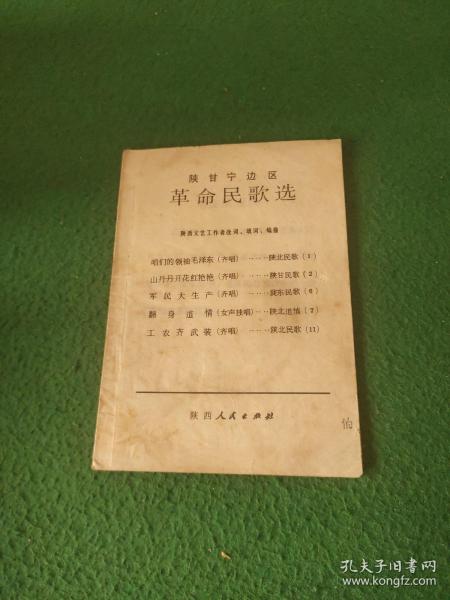 陕甘宁边区
革命民歌选
陕西文艺工作者改词、填词、编曲
咱们的领袖毛泽东(齐唱)……陕北民歌(1)
山丹丹开花红艳艳(齐唱)……陕甘民歌(2)
军民大生产(齐唱)……陇东民歌(6)
翻身道情(女声独唱)……陕北道情(7)
工农齐武装(齐唱)……陕北民歌(11)
陕西人民出版社
孔夫子旧书网
www.kongfz.com